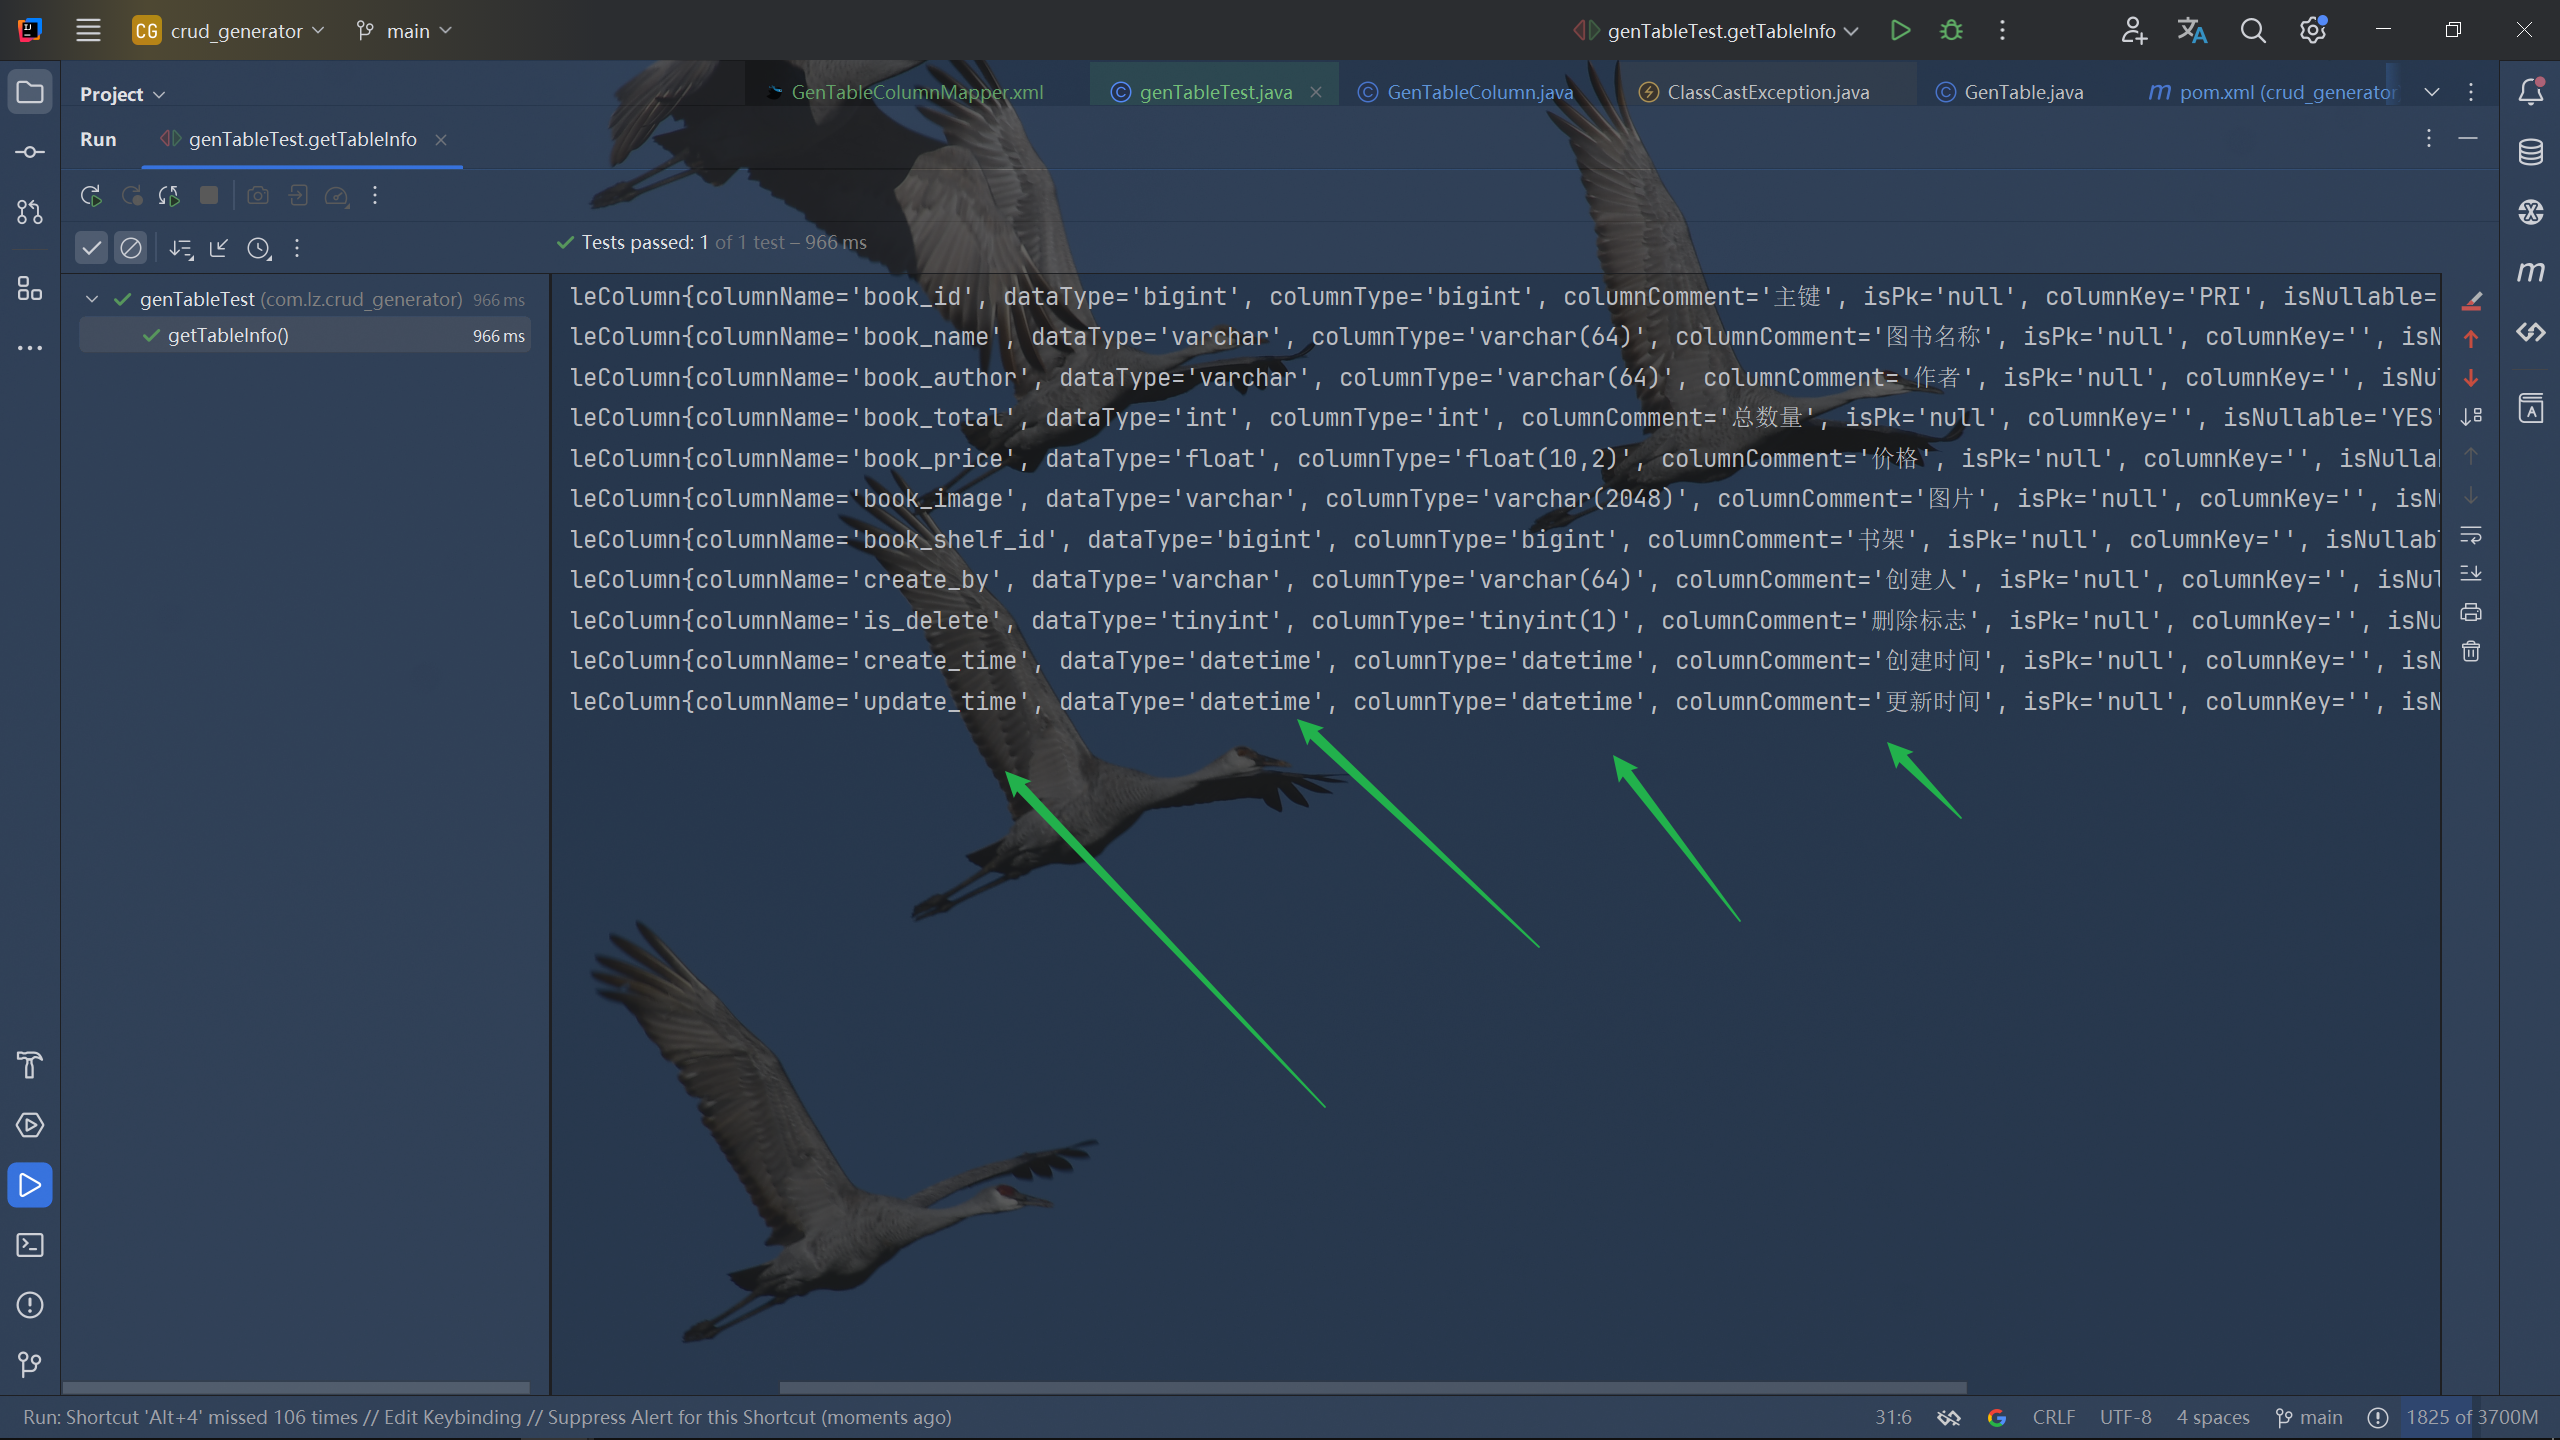 CG crud_generator main genTableTest.getTableInfo
Project GenTableColumnMapper.xml genTableTest.java GenTableColumn.java ClassCastException.java GenTable.java pom.xml (crud_generator
Run genTableTest.getTableInfo
Tests passed: 1 of 1 test – 966 ms
genTableTest (com.lz.crud_generator) 966 ms
getTableInfo() 966 ms
leColumn{columnName='book_id', dataType='bigint', columnType='bigint', columnComment='主键', isPk='null', columnKey='PRI', isNullable=
leColumn{columnName='book_name', dataType='varchar', columnType='varchar(64)', columnComment='图书名称', isPk='null', columnKey='', isN
leColumn{columnName='book_author', dataType='varchar', columnType='varchar(64)', columnComment='作者', isPk='null', columnKey='', isNul
leColumn{columnName='book_total', dataType='int', columnType='int', columnComment='总数量', isPk='null', columnKey='', isNullable='YES'
leColumn{columnName='book_price', dataType='float', columnType='float(10,2)', columnComment='价格', isPk='null', columnKey='', isNullab
leColumn{columnName='book_image', dataType='varchar', columnType='varchar(2048)', columnComment='图片', isPk='null', columnKey='', isNu
leColumn{columnName='book_shelf_id', dataType='bigint', columnType='bigint', columnComment='书架', isPk='null', columnKey='', isNullabl
leColumn{columnName='create_by', dataType='varchar', columnType='varchar(64)', columnComment='创建人', isPk='null', columnKey='', isNul
leColumn{columnName='is_delete', dataType='tinyint', columnType='tinyint(1)', columnComment='删除标志', isPk='null', columnKey='', isNu
leColumn{columnName='create_time', dataType='datetime', columnType='datetime', columnComment='创建时间', isPk='null', columnKey='', isN
leColumn{columnName='update_time', dataType='datetime', columnType='datetime', columnComment='更新时间', isPk='null', columnKey='', isN
Run: Shortcut 'Alt+4' missed 106 times // Edit Keybinding // Suppress Alert for this Shortcut (moments ago) 31:6 CRLF UTF-8 4 spaces main 1825 of 3700M